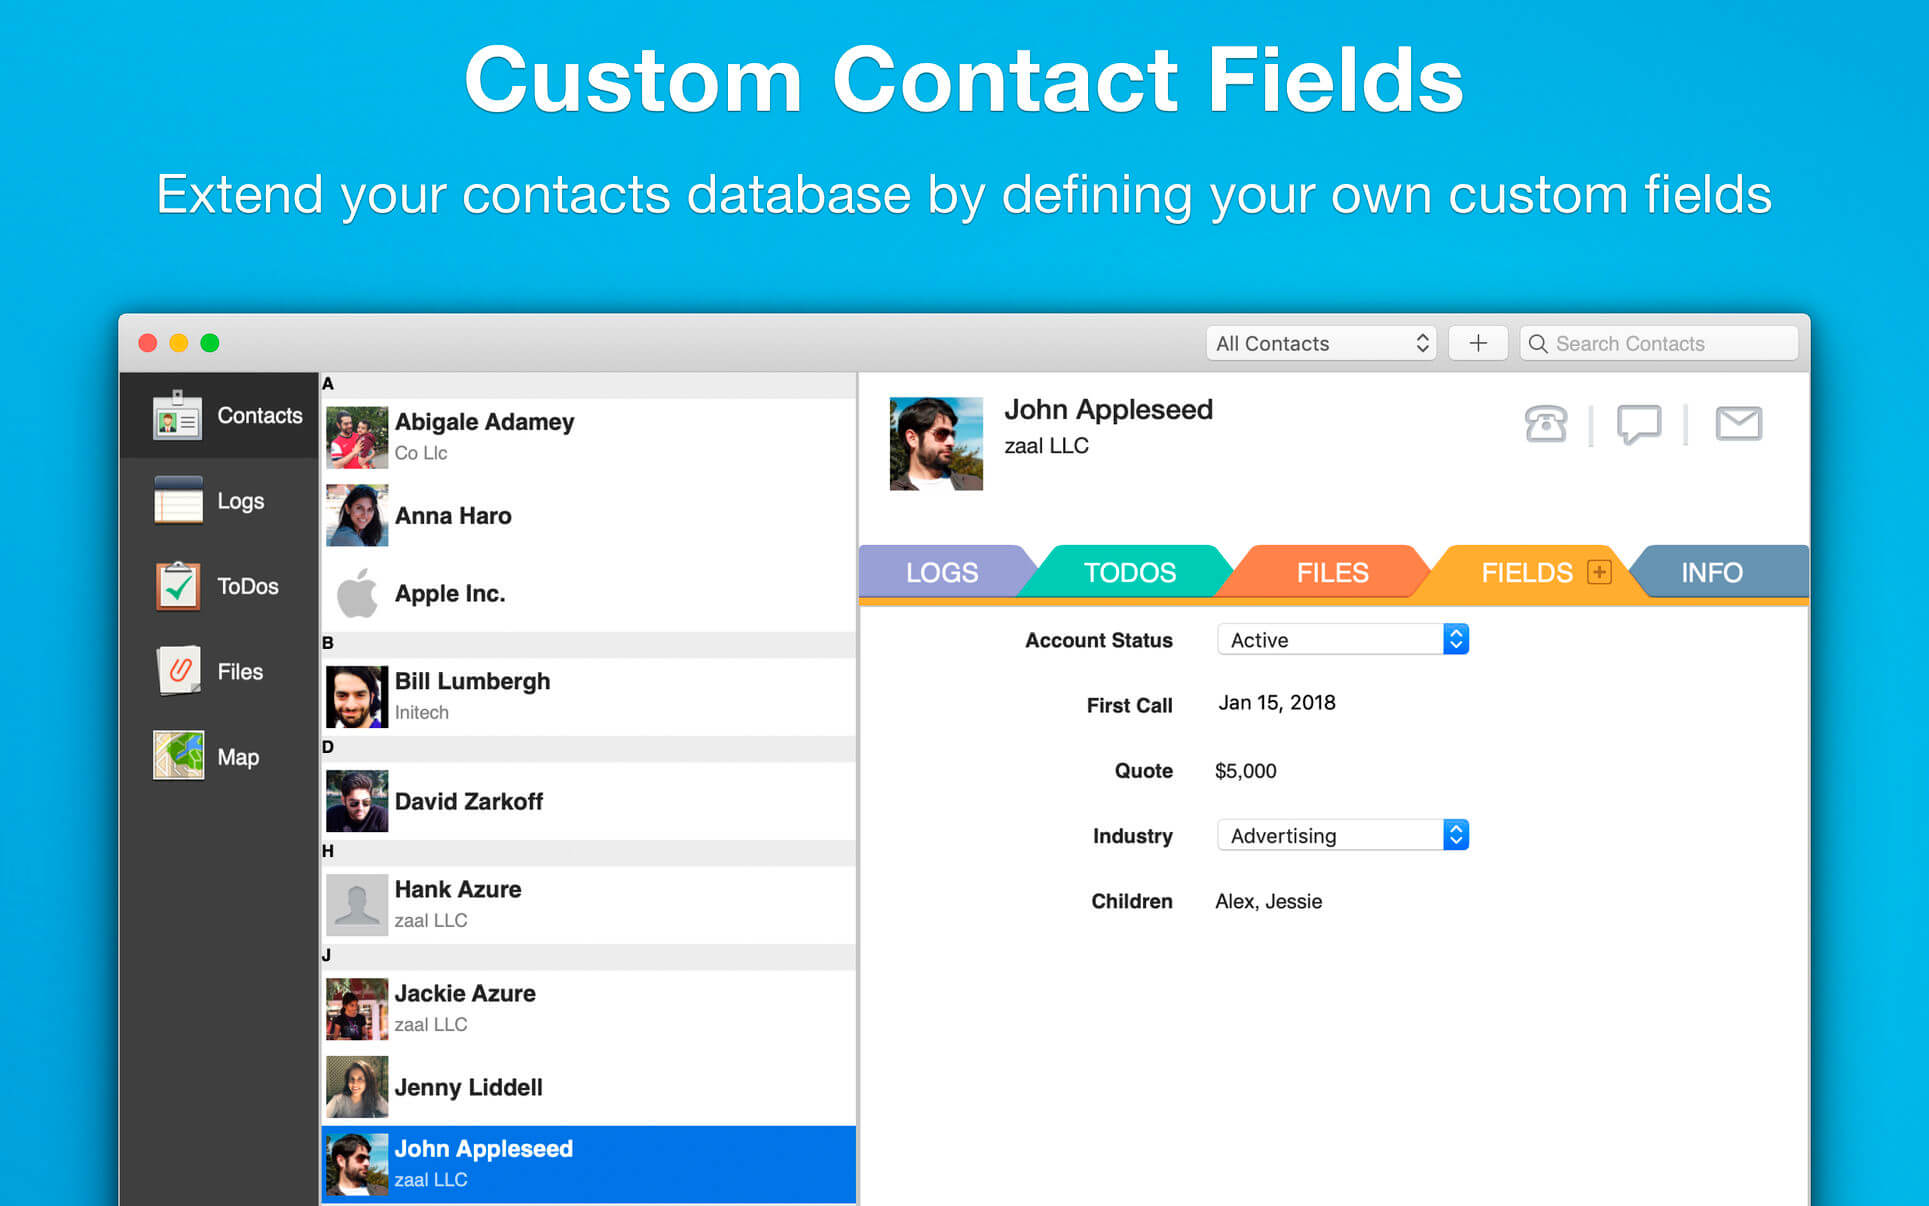 Custom Contact Fields
Extend your contacts database by defining your own custom fields
All Contacts
Search Contacts
Contacts
Logs
ToDos
Files
Map
A
Abigale Adamey
Co Llc
Anna Haro
Apple Inc.
B
Bill Lumbergh
Initech
D
David Zarkoff
H
Hank Azure
zaal LLC
J
Jackie Azure
zaal LLC
Jenny Liddell
John Appleseed
zaal LLC
John Appleseed
zaal LLC
LOGS TODOS FILES FIELDS INFO
Account Status Active
First Call Jan 15, 2018
Quote $5,000
Industry Advertising
Children Alex, Jessie